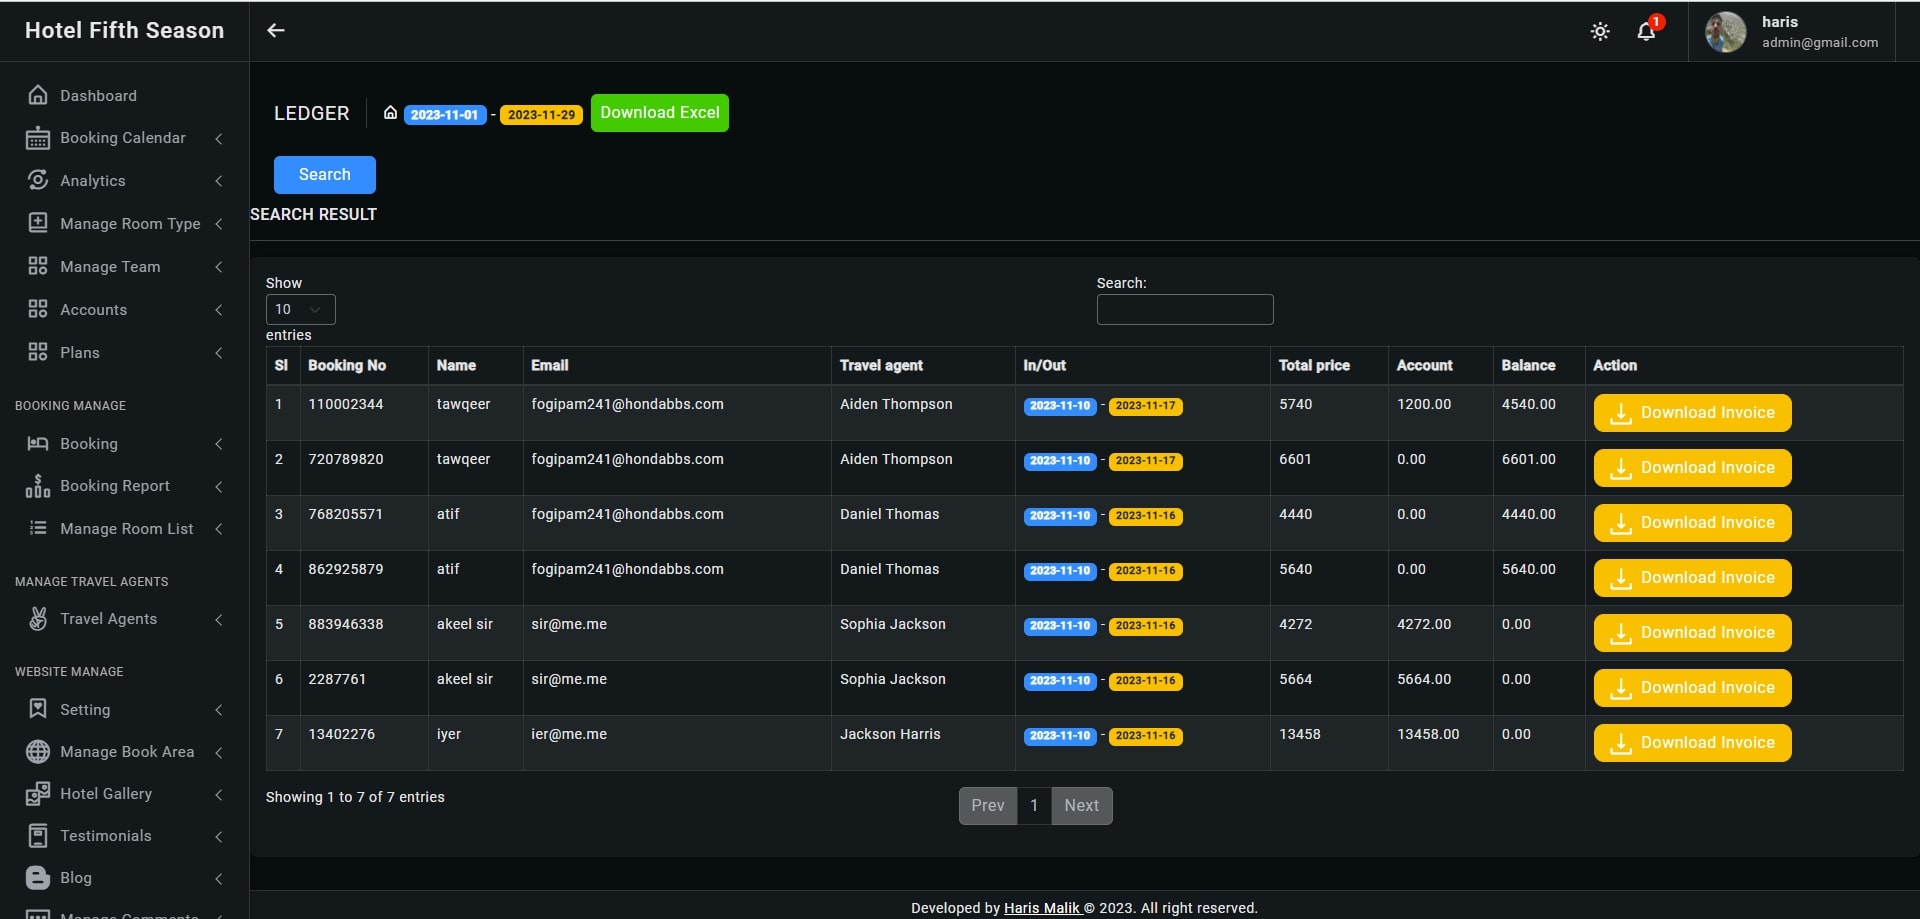 Hotel Fifth Season
1
haris
admin@gmail.com
Dashboard
Booking Calendar
Analytics
Manage Room Type
Manage Team
Accounts
Plans
BOOKING MANAGE
Booking
Booking Report
Manage Room List
MANAGE TRAVEL AGENTS
Travel Agents
WEBSITE MANAGE
Setting
Manage Book Area
Hotel Gallery
Testimonials
Blog
Manage Comments
LEDGER 2023-11-01 - 2023-11-29 Download Excel
Search
SEARCH RESULT
Show
10
entries
Search:
Sl Booking No Name Email Travel agent In/Out Total price Account Balance Action
1 110002344 tawqeer fogipam241@hondabbs.com Aiden Thompson 2023-11-10 - 2023-11-17 5740 1200.00 4540.00 Download Invoice
2 720789820 tawqeer fogipam241@hondabbs.com Aiden Thompson 2023-11-10 - 2023-11-17 6601 0.00 6601.00 Download Invoice
3 768205571 atif fogipam241@hondabbs.com Daniel Thomas 2023-11-10 - 2023-11-16 4440 0.00 4440.00 Download Invoice
4 862925879 atif fogipam241@hondabbs.com Daniel Thomas 2023-11-10 - 2023-11-16 5640 0.00 5640.00 Download Invoice
5 883946338 akeel sir sir@me.me Sophia Jackson 2023-11-10 - 2023-11-16 4272 4272.00 0.00 Download Invoice
6 2287761 akeel sir sir@me.me Sophia Jackson 2023-11-10 - 2023-11-16 5664 5664.00 0.00 Download Invoice
7 13402276 iyer ier@me.me Jackson Harris 2023-11-10 - 2023-11-16 13458 13458.00 0.00 Download Invoice
Showing 1 to 7 of 7 entries
Prev 1 Next
Developed by Haris Malik © 2023. All right reserved.